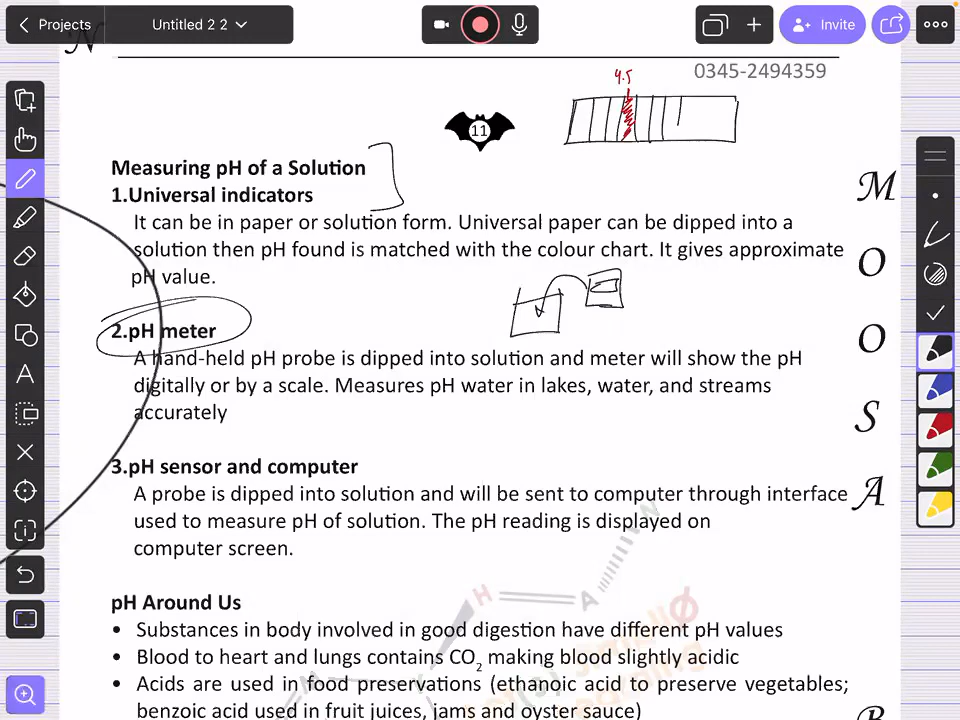 Projects
Untitled 2 2
Invite
N
0345-2494359
4.5
11
Measuring pH of a Solution
1.Universal indicators
It can be in paper or solution form. Universal paper can be dipped into a
solution then pH found is matched with the colour chart. It gives approximate
pH value.
2.pH meter
A hand-held pH probe is dipped into solution and meter will show the pH
digitally or by a scale. Measures pH water in lakes, water, and streams
accurately
3.pH sensor and computer
A probe is dipped into solution and will be sent to computer through interface
used to measure pH of solution. The pH reading is displayed on
computer screen.
pH Around Us
• Substances in body involved in good digestion have different pH values
• Blood to heart and lungs contains CO2 making blood slightly acidic
• Acids are used in food preservations (ethanoic acid to preserve vegetables;
benzoic acid used in fruit juices, jams and oyster sauce)
M
O
O
S
A
R
A
H
A
N